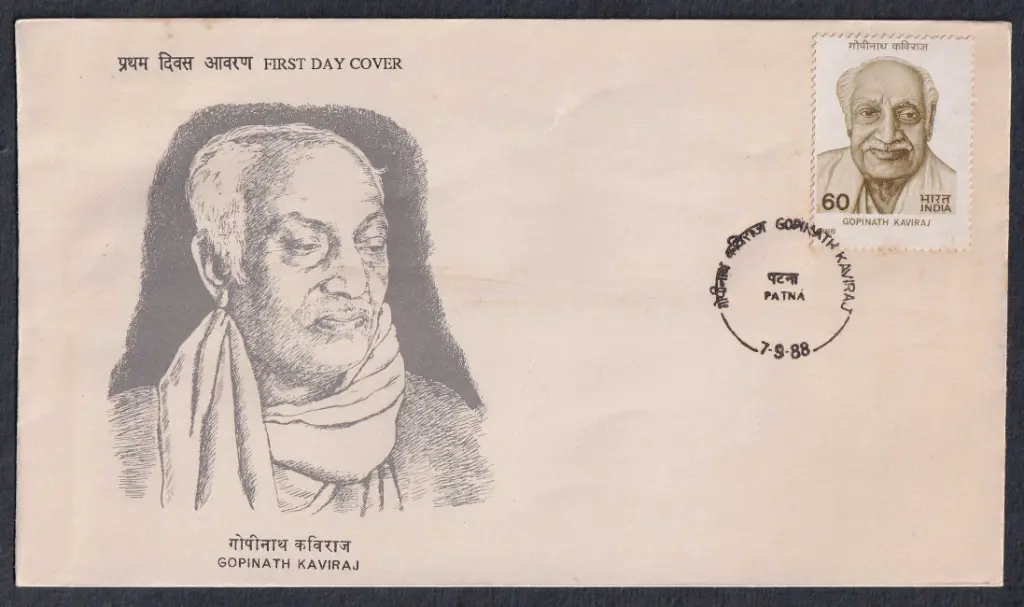 प्रथम दिवस आवरण FIRST DAY COVER
गोपीनाथ कविराज
60
भारत
INDIA
GOPINATH KAVIRAJ
गोपीनाथ कविराज GOPINATH KAVIRAJ
पटना
PATNA
7-9-88
गोपीनाथ कविराज
GOPINATH KAVIRAJ